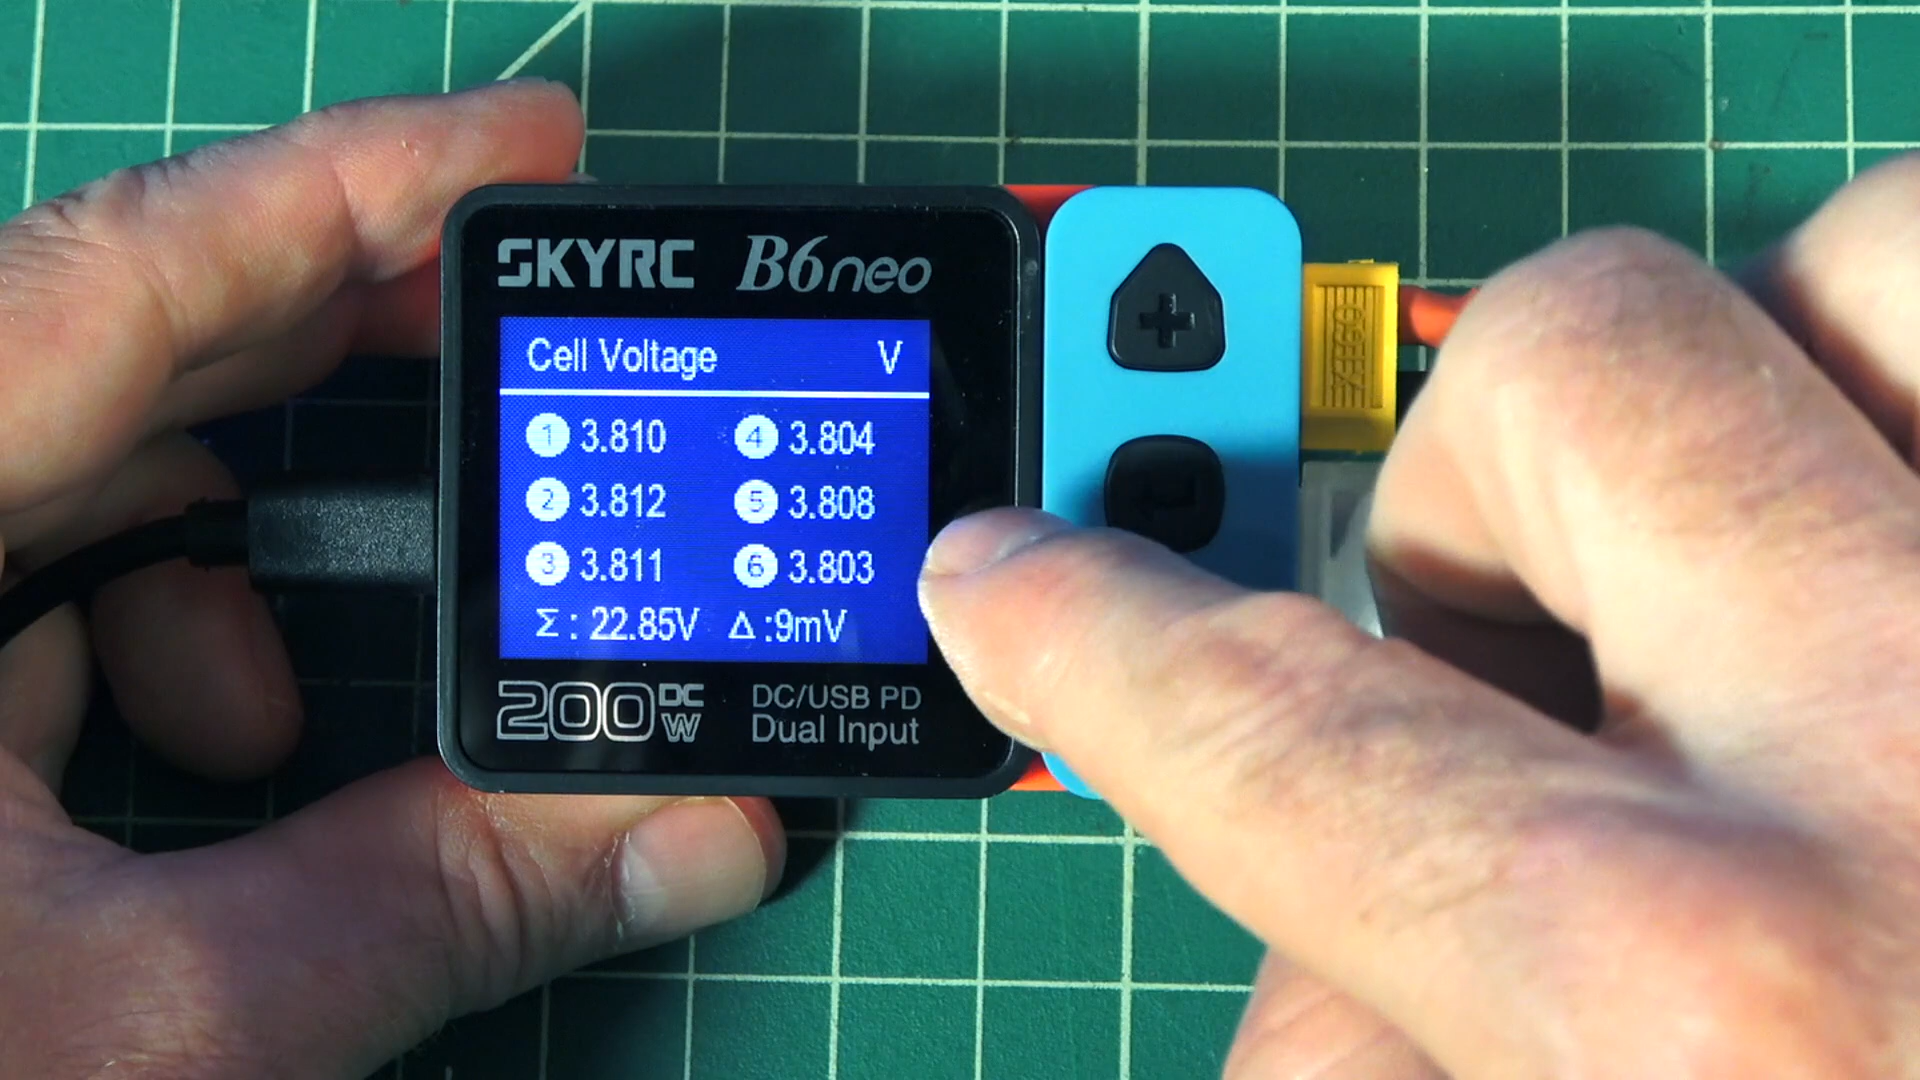 SKYRC B6neo
Cell Voltage V
1 3.810 4 3.804
2 3.812 5 3.808
3 3.811 6 3.803
Σ: 22.85V Δ:9mV
200 DC W
DC/USB PD
Dual Input